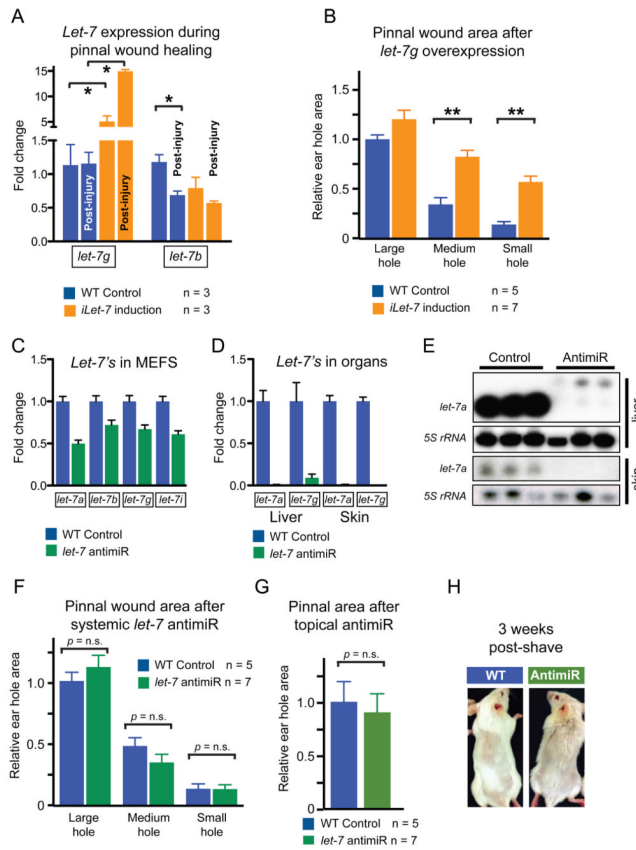 A
Let-7 expression during
pinnal wound healing
Fold change
15
10
5
1.0
0.5
0.0
*
*
*
Post-injury
Post-injury
Post-injury
Post-injury
let-7g
let-7b
WT Control n = 3
iLet-7 induction n = 3
B
Pinnal wound area after
let-7g overexpression
Relative ear hole area
1.5
1.0
0.5
0
**
**
Large hole
Medium hole
Small hole
WT Control n = 5
iLet-7 induction n = 7
C
Let-7's in MEFS
Fold change
1.5
1.0
0.5
0.0
let-7a
let-7b
let-7g
let-7i
WT Control
let-7 antimiR
D
Let-7's in organs
1.5
1.0
0.5
0.0
let-7a
let-7g
let-7a
let-7g
Liver
Skin
WT Control
let-7 antimiR
E
Control
AntimiR
let-7a
5S rRNA
let-7a
5S rRNA
liver
skin
F
Pinnal wound area after
systemic let-7 antimiR
Relative ear hole area
1.0
0.5
0
p = n.s.
WT Control n = 5
let-7 antimiR n = 7
p = n.s.
p = n.s.
Large hole
Medium hole
Small hole
G
Pinnal area after
topical antimiR
Relative ear hole area
1.0
0.5
0
p = n.s.
WT Control n = 5
let-7 antimiR n = 7
H
3 weeks
post-shave
WT
AntimiR